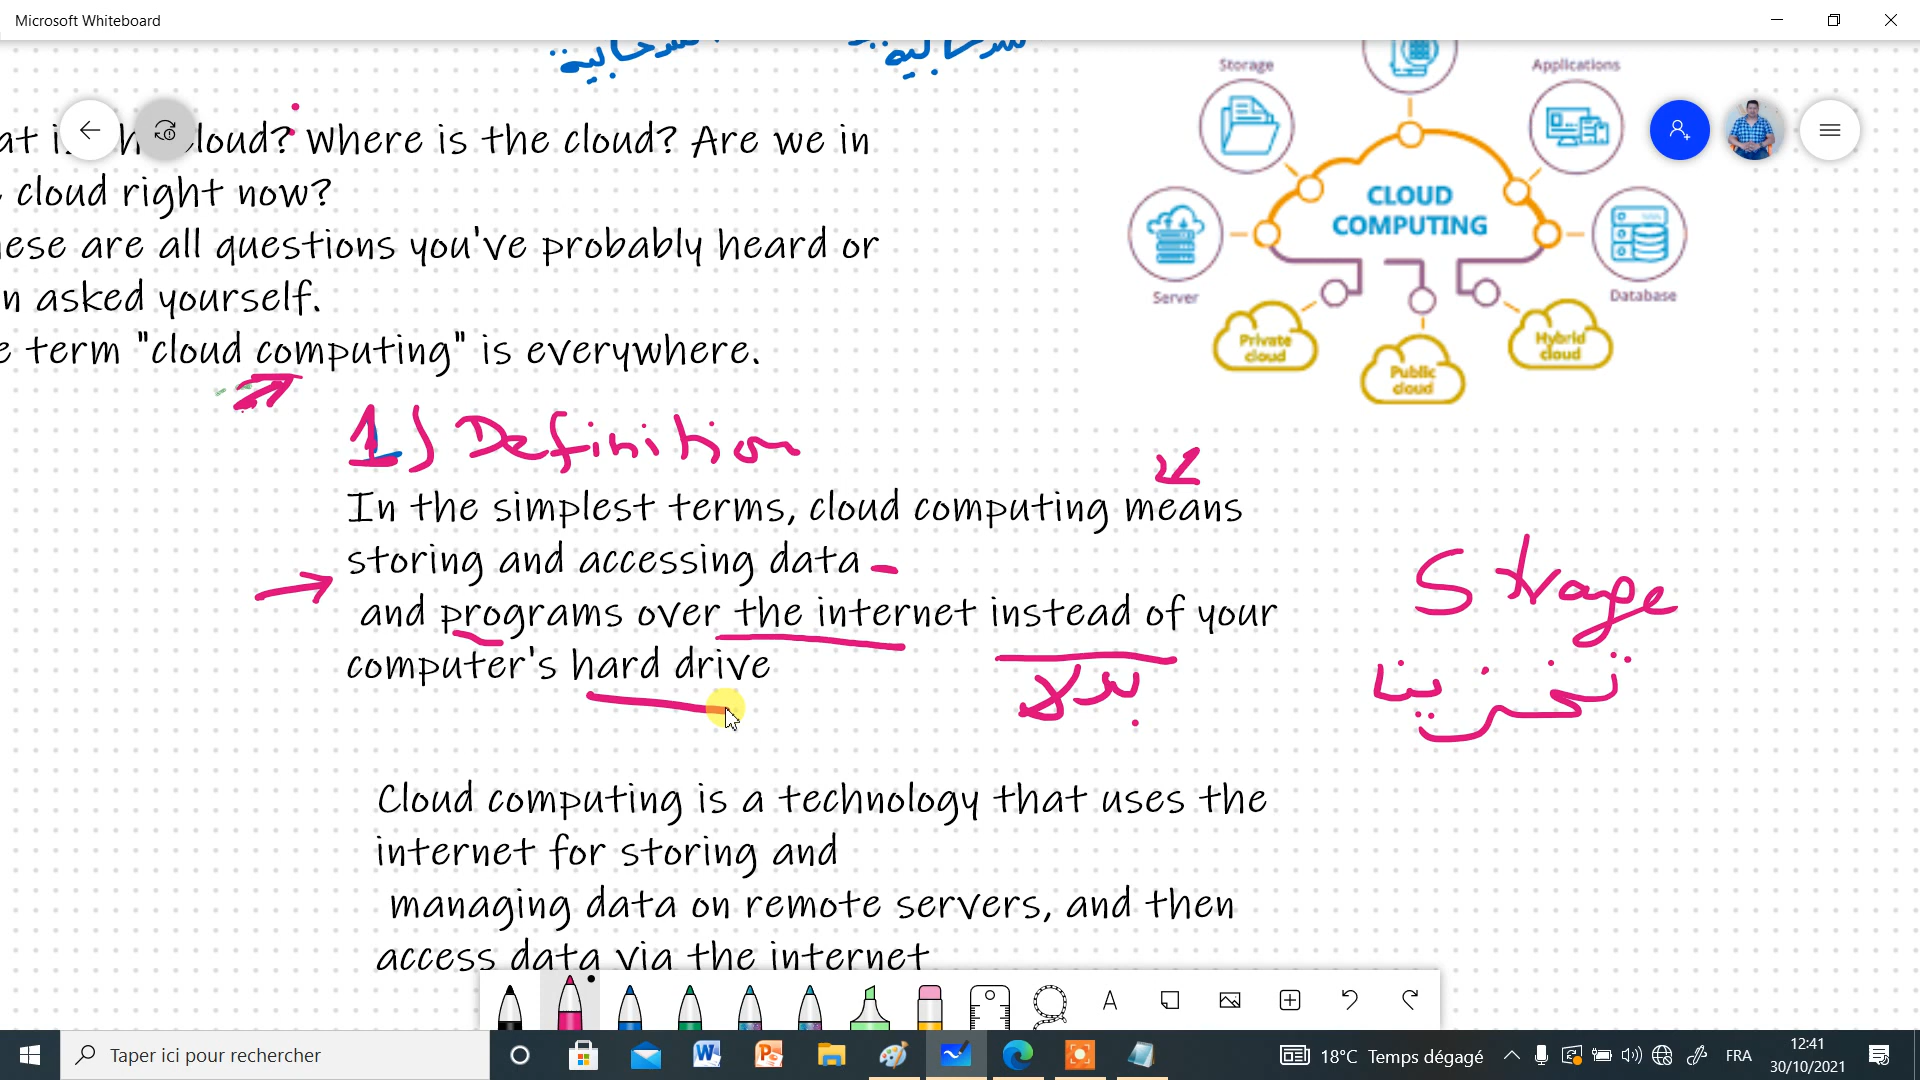 Microsoft Whiteboard
loud? Where is the cloud? Are we in
cloud right now?
ese are all questions you've probably heard or
n asked yourself.
e term "cloud computing" is everywhere.
Storage
Applications
CLOUD
COMPUTING
Server
Database
Private
cloud
Public
cloud
Hybrid
cloud
1) Definition
In the simplest terms, cloud computing means
storing and accessing data
and programs over the internet instead of your
computer's hard drive
بدلا
Storage
Cloud computing is a technology that uses the
internet for storing and
managing data on remote servers, and then
access data via the internet
Taper ici pour rechercher
18°C Temps dégagé
FRA
12:41
30/10/2021